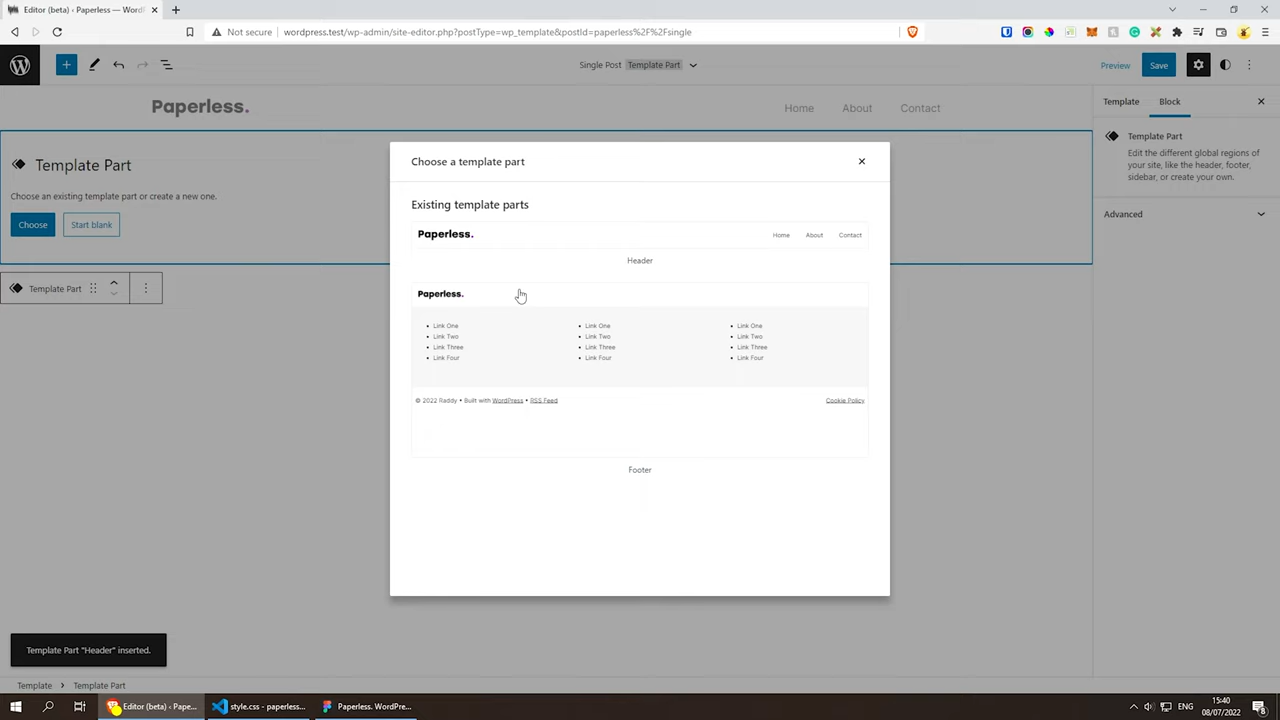 Editor (beta) ‹ Paperless — WordP
Not secure
wordpress.test/wp-admin/site-editor.php?postType=wp_template&postId=paperless%2F%2Fsingle
Single Post Template Part
Preview
Save
Paperless.
Home About Contact
Template Block
Template Part
Edit the different global regions of
your site, like the header, footer,
sidebar, or create your own.
Advanced
Template Part
Choose an existing template part or create a new one.
Choose
Start blank
Template Part
Choose a template part
Existing template parts
Paperless.
Home About Contact
Header
Paperless.
• Link One
• Link Two
• Link Three
• Link Four
• Link One
• Link Two
• Link Three
• Link Four
• Link One
• Link Two
• Link Three
• Link Four
© 2022 Raddy • Built with WordPress • RSS Feed
Cookie Policy
Footer
Template Part "Header" inserted.
Template › Template Part
Editor (beta) ‹ Pape...
style.css - paperless...
Paperless. WordPre...
ENG
15:40
08/07/2022
8